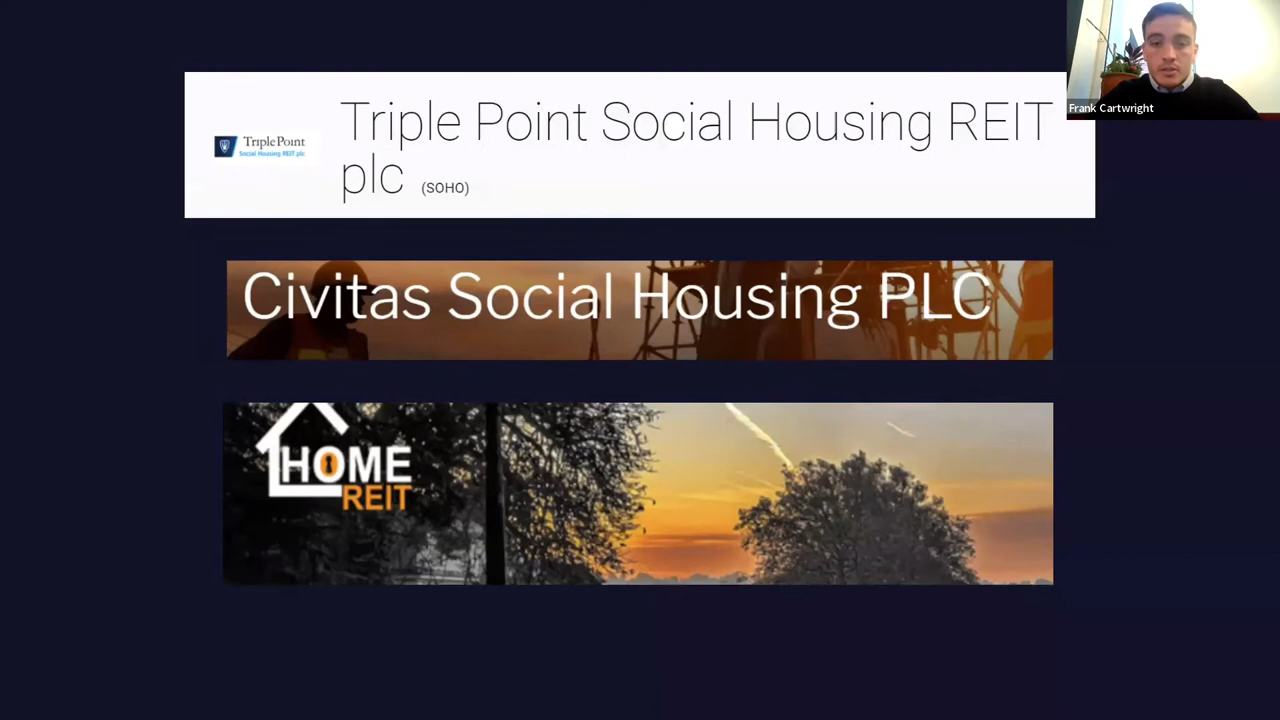 Frank Cartwright
Triple Point
Social Housing REIT plc
Triple Point Social Housing REIT
plc (SOHO)
Civitas Social Housing PLC
HOME
REIT